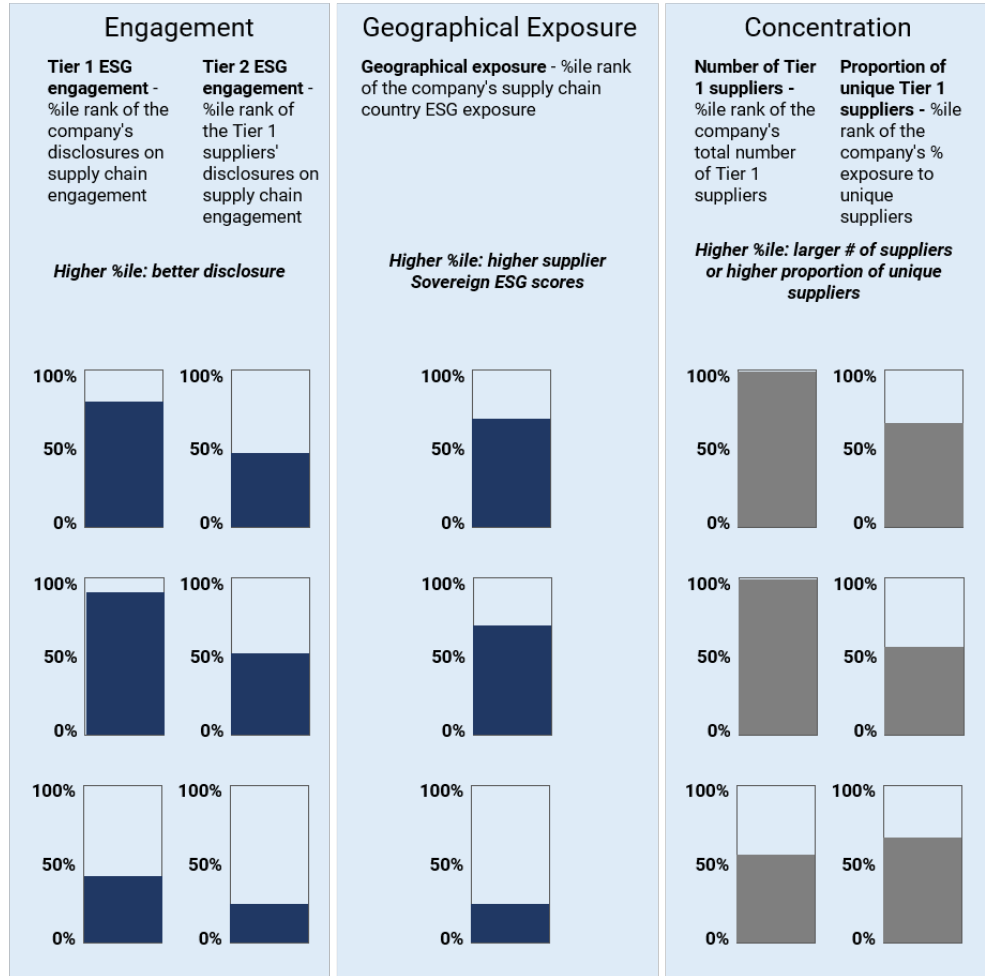 Engagement
Tier 1 ESG
engagement -
%ile rank of the
company's
disclosures on
supply chain
engagement
Tier 2 ESG
engagement -
%ile rank of
the Tier 1
suppliers'
disclosures on
supply chain
engagement
Higher %ile: better disclosure
Geographical Exposure
Geographical exposure - %ile rank
of the company's supply chain
country ESG exposure
Higher %ile: higher supplier
Sovereign ESG scores
Concentration
Number of Tier
1 suppliers -
%ile rank of the
company's
total number
of Tier 1
suppliers
Proportion of
unique Tier 1
suppliers - %ile
rank of the
company's %
exposure to
unique
suppliers
Higher %ile: larger # of suppliers
or higher proportion of unique
suppliers
100%
50%
0%
100%
50%
0%
100%
50%
0%
100%
50%
0%
100%
50%
0%
100%
50%
0%
100%
50%
0%
100%
50%
0%
100%
50%
0%
100%
50%
0%
100%
50%
0%
100%
50%
0%
100%
50%
0%
100%
50%
0%
100%
50%
0%